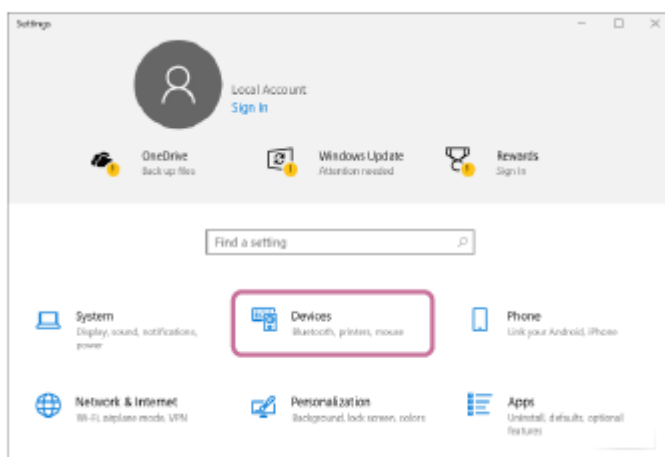 Settings
Local Account
Sign in
OneDrive
Back up files
Windows Update
Attention needed
Rewards
Sign in
Find a setting
System
Display, sound, notifications,
power
Devices
Bluetooth, printers, mouse
Phone
Link your Android, iPhone
Network & Internet
Wi-Fi, airplane mode, VPN
Personalization
Background, lock screen, colors
Apps
Uninstall, defaults, optional
features